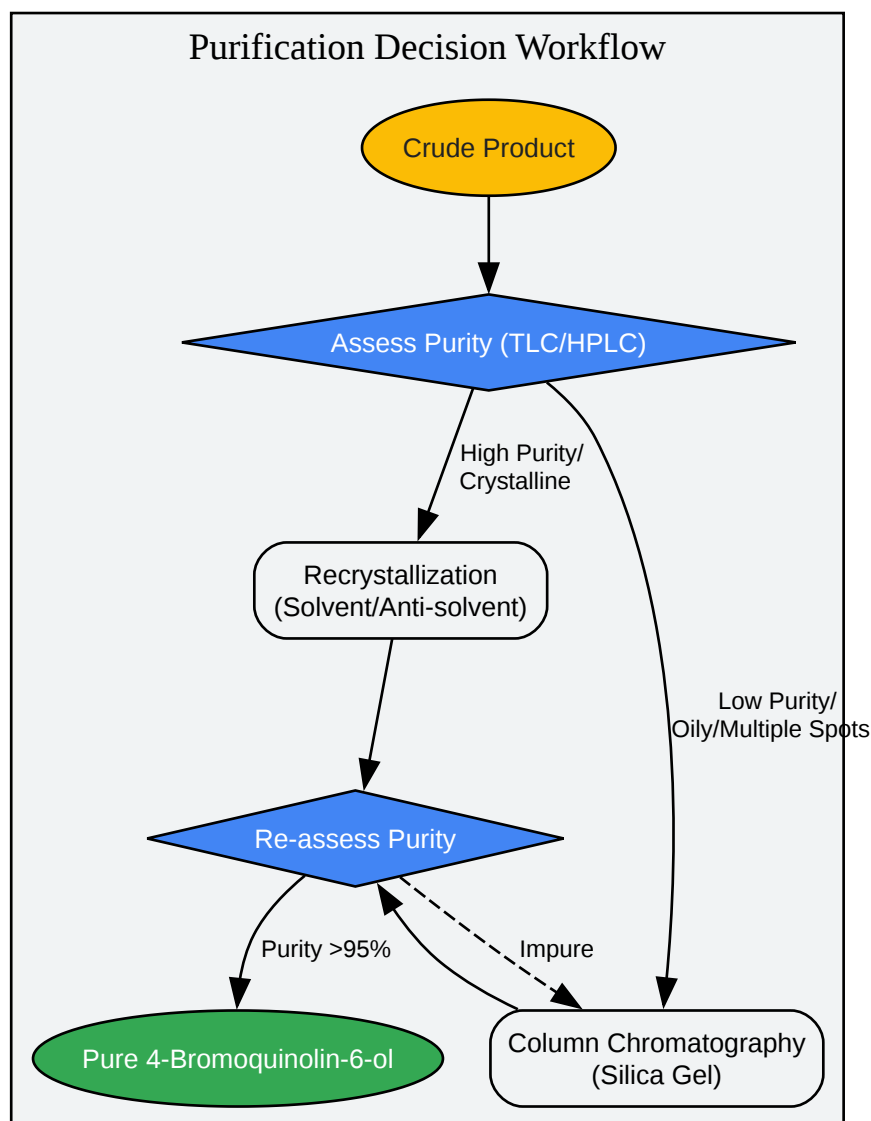 Purification Decision Workflow
Crude Product
Assess Purity (TLC/HPLC)
High Purity/
Crystalline
Recrystallization
(Solvent/Anti-solvent)
Low Purity/
Oily/Multiple Spots
Re-assess Purity
Purity >95%
Impure
Pure 4-Bromoquinolin-6-ol
Column Chromatography
(Silica Gel)